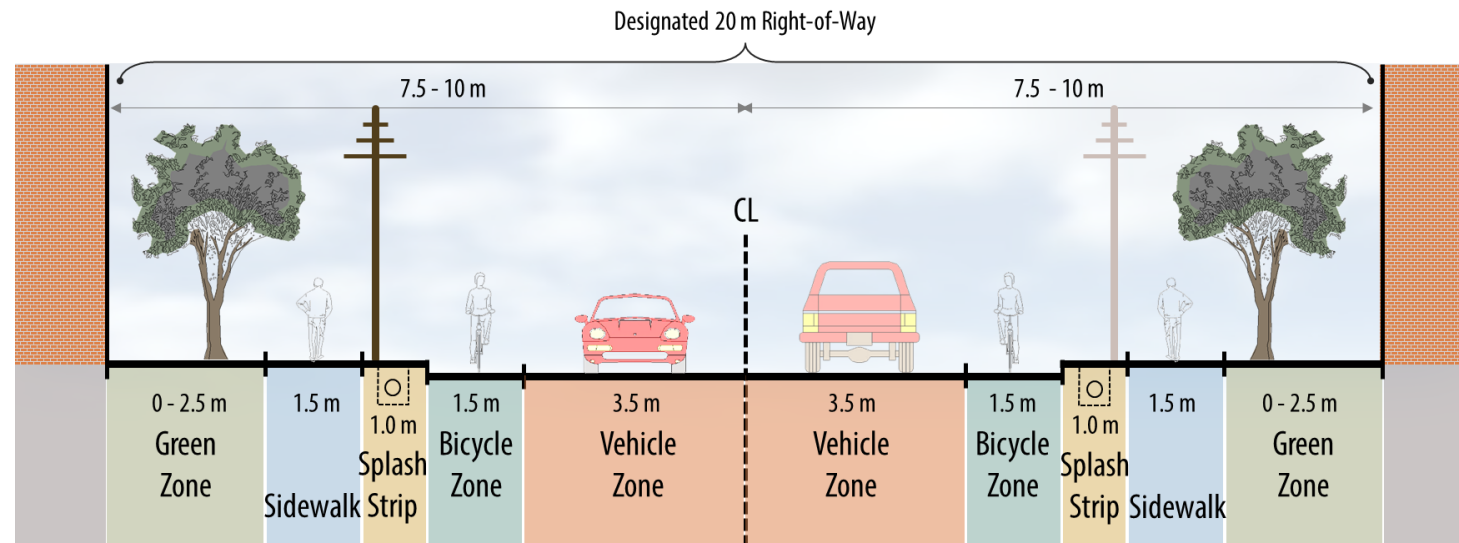 Designated 20 m Right-of-Way
7.5 - 10 m
7.5 - 10 m
CL
0 - 2.5 m
Green
Zone
1.5 m
Sidewalk
1.0 m
Splash
Strip
1.5 m
Bicycle
Zone
3.5 m
Vehicle
Zone
3.5 m
Vehicle
Zone
1.5 m
Bicycle
Zone
1.0 m
Splash
Strip
1.5 m
Sidewalk
0 - 2.5 m
Green
Zone